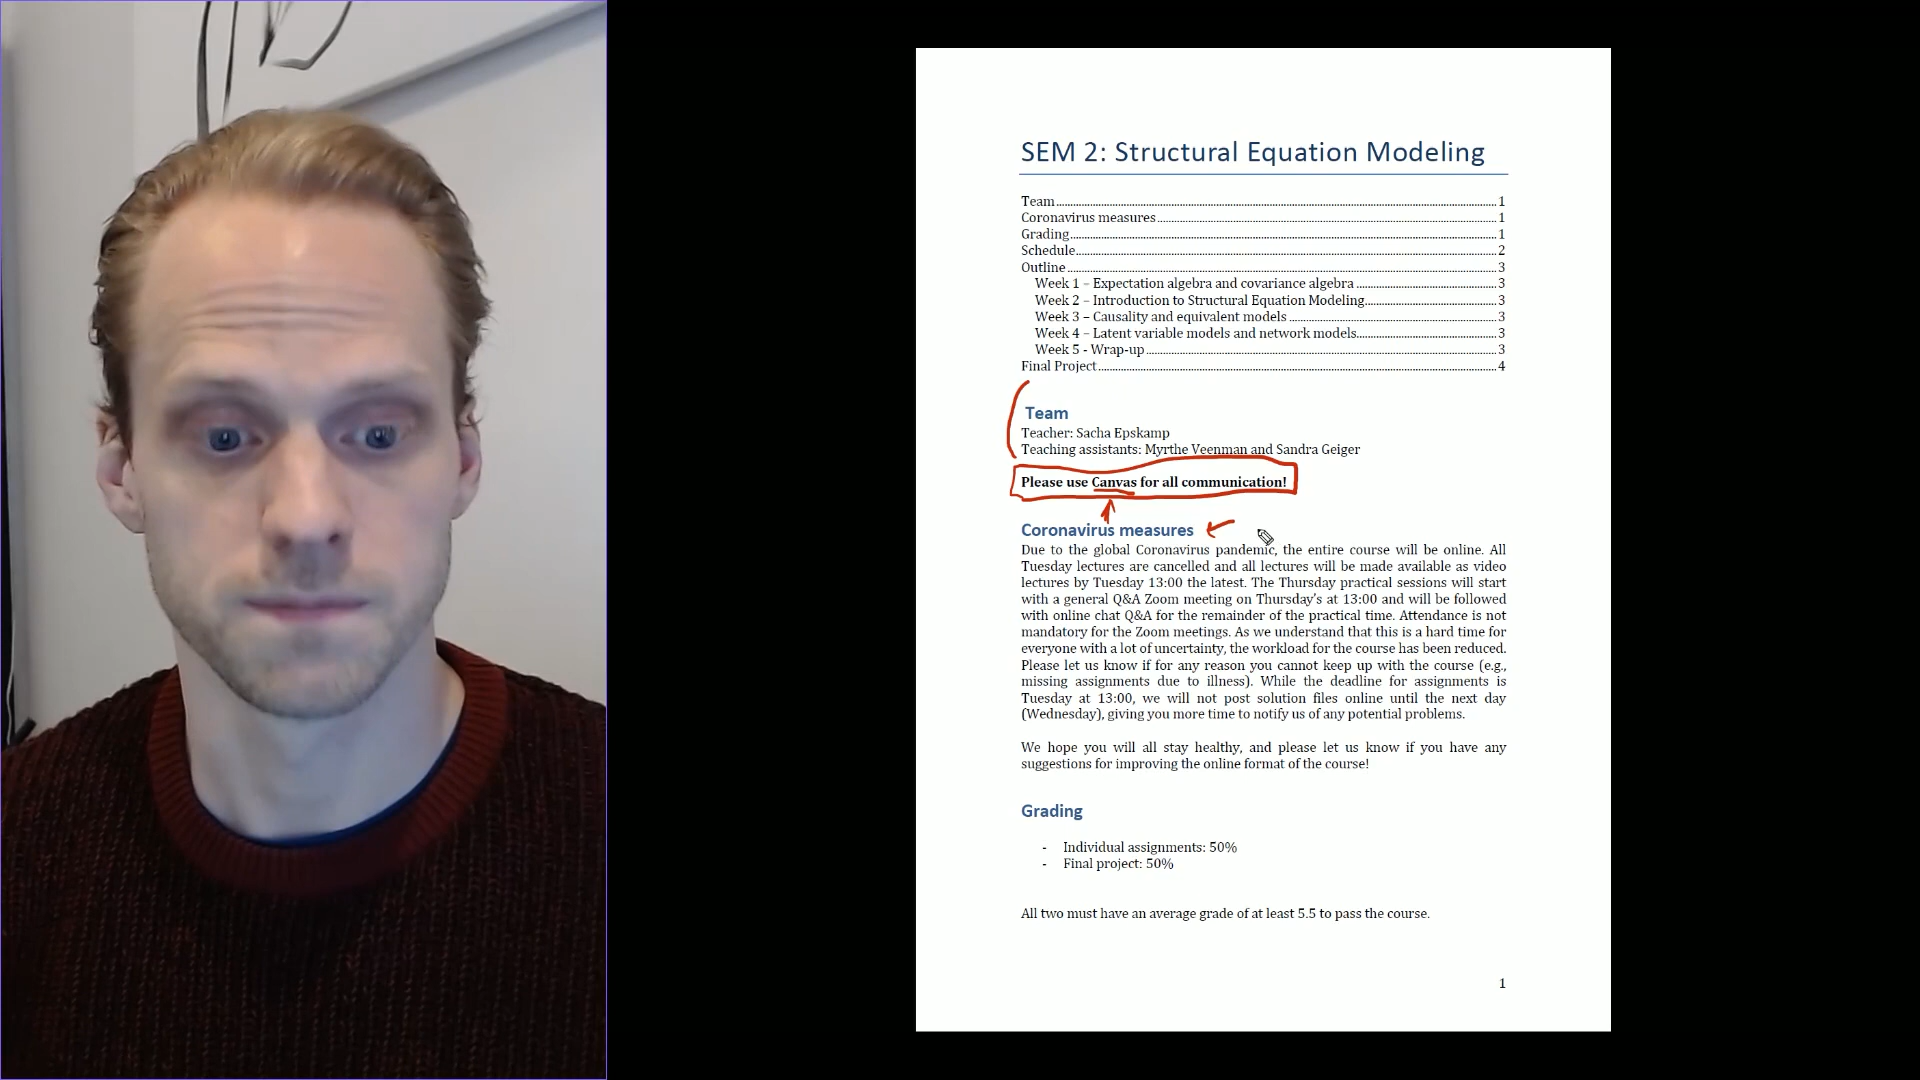 SEM 2: Structural Equation Modeling
Team 1
Coronavirus measures 1
Grading 1
Schedule 2
Outline 3
Week 1 – Expectation algebra and covariance algebra 3
Week 2 – Introduction to Structural Equation Modeling 3
Week 3 – Causality and equivalent models 3
Week 4 – Latent variable models and network models 3
Week 5 - Wrap-up 3
Final Project 4
Team
Teacher: Sacha Epskamp
Teaching assistants: Myrthe Veenman and Sandra Geiger
Please use Canvas for all communication!
Coronavirus measures
Due to the global Coronavirus pandemic, the entire course will be online. All
Tuesday lectures are cancelled and all lectures will be made available as video
lectures by Tuesday 13:00 the latest. The Thursday practical sessions will start
with a general Q&A Zoom meeting on Thursday's at 13:00 and will be followed
with online chat Q&A for the remainder of the practical time. Attendance is not
mandatory for the Zoom meetings. As we understand that this is a hard time for
everyone with a lot of uncertainty, the workload for the course has been reduced.
Please let us know if for any reason you cannot keep up with the course (e.g.,
missing assignments due to illness). While the deadline for assignments is
Tuesday at 13:00, we will not post solution files online until the next day
(Wednesday), giving you more time to notify us of any potential problems.
We hope you will all stay healthy, and please let us know if you have any
suggestions for improving the online format of the course!
Grading
- Individual assignments: 50%
- Final project: 50%
All two must have an average grade of at least 5.5 to pass the course.
1